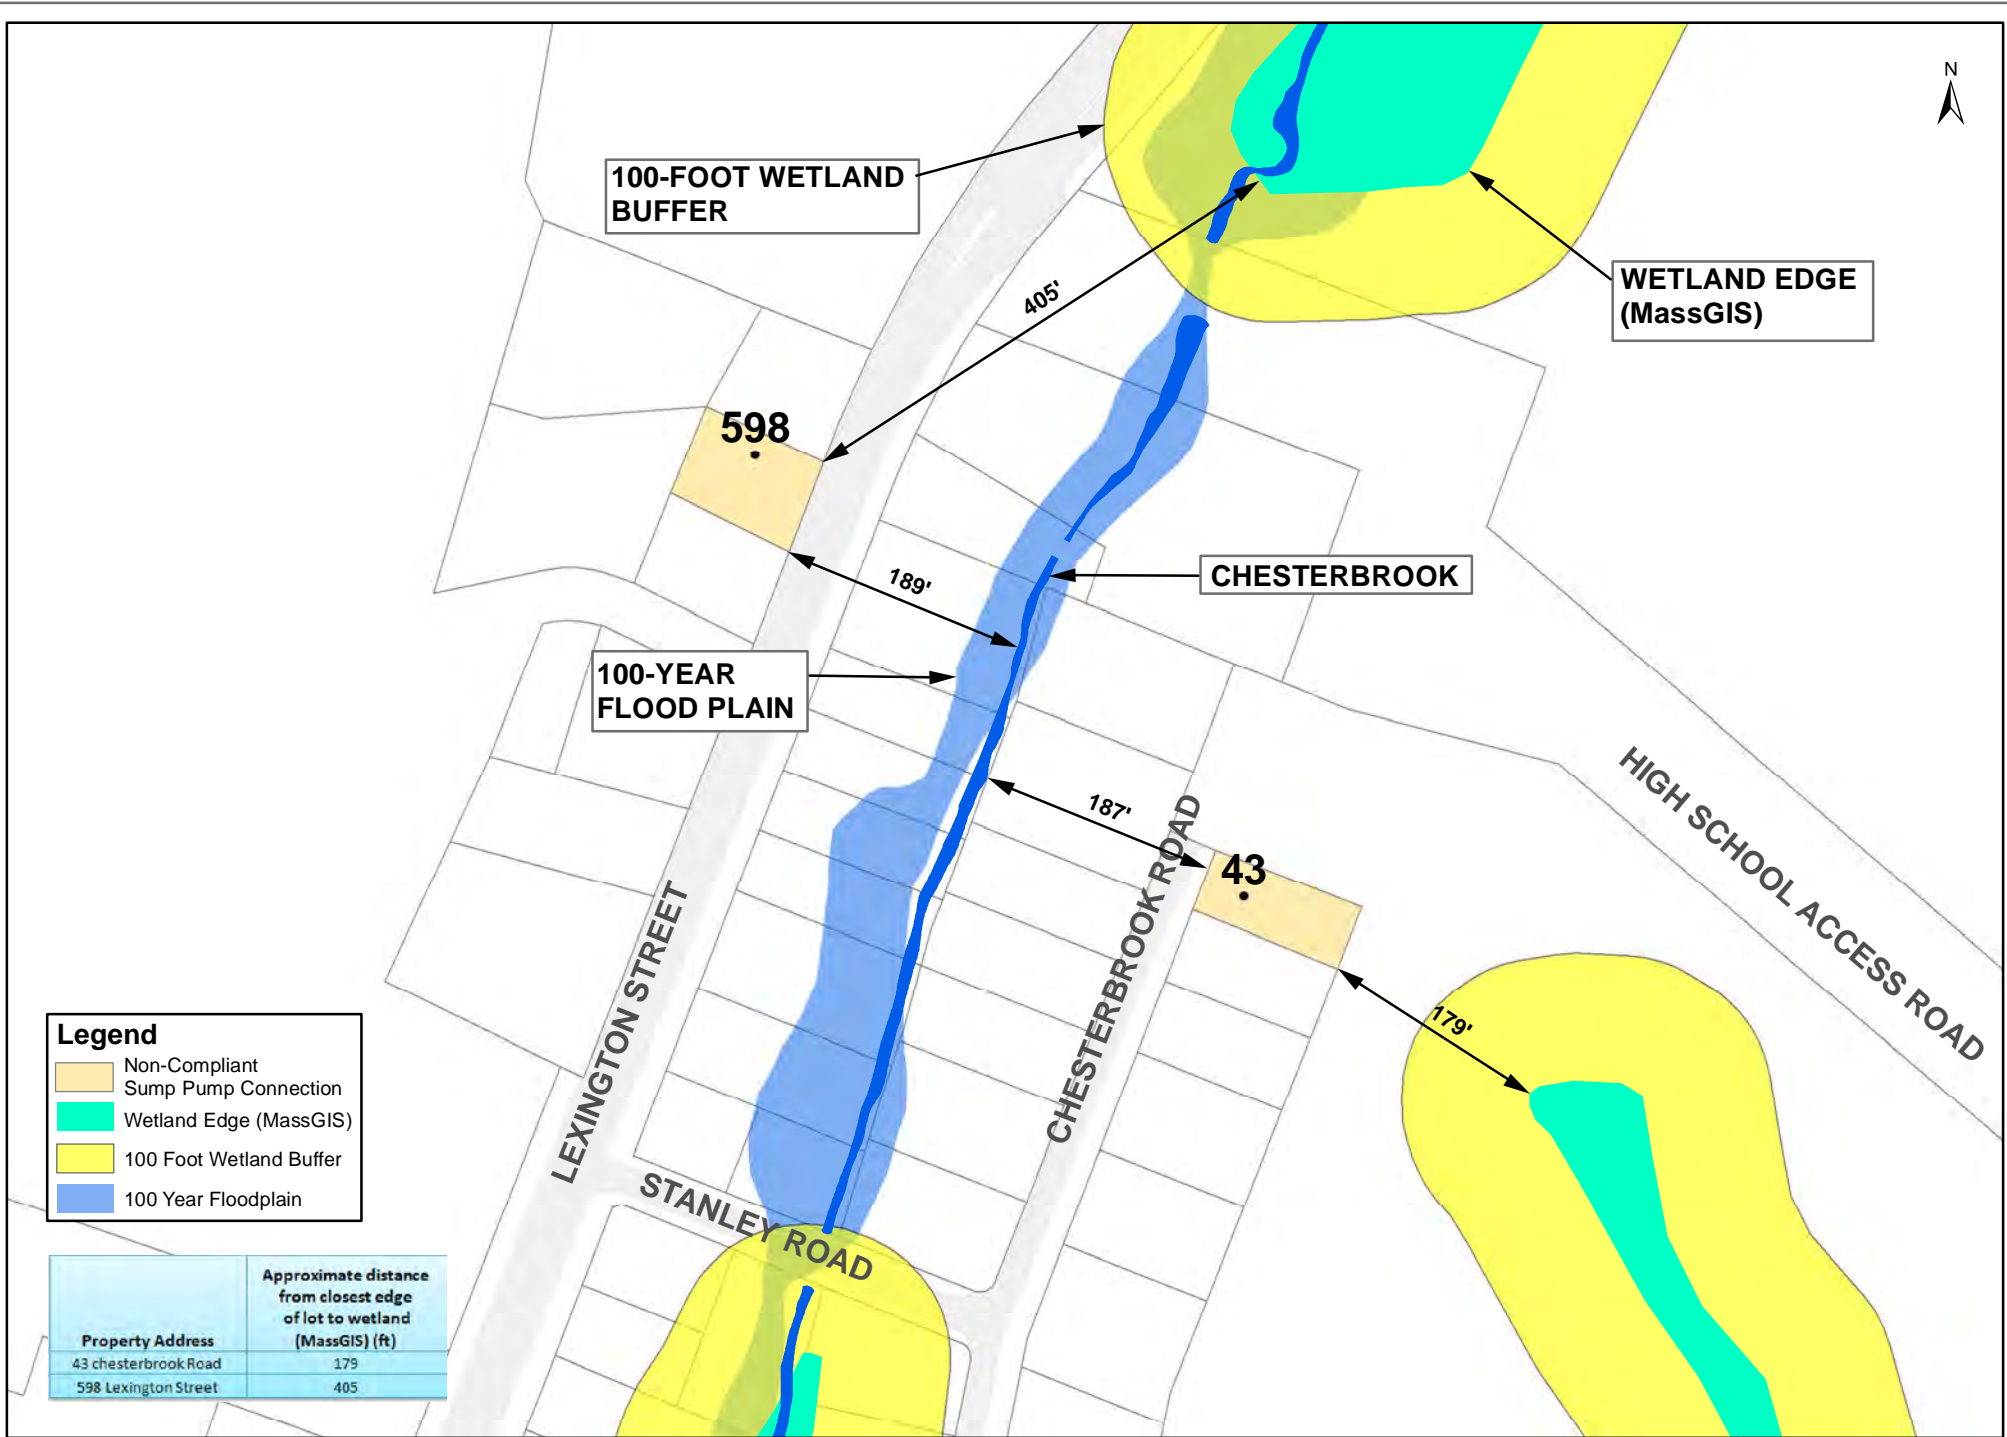 N
100-FOOT WETLAND
BUFFER
WETLAND EDGE
(MassGIS)
405'
598
189'
CHESTERBROOK
100-YEAR
FLOOD PLAIN
187'
43
HIGH SCHOOL ACCESS ROAD
CHESTERBROOK ROAD
LEXINGTON STREET
179'
STANLEY ROAD
Legend
Non-Compliant
Sump Pump Connection
Wetland Edge (MassGIS)
100 Foot Wetland Buffer
100 Year Floodplain
Property Address
Approximate distance
from closest edge
of lot to wetland
(MassGIS) (ft)
43 chesterbrook Road 179
598 Lexington Street 405